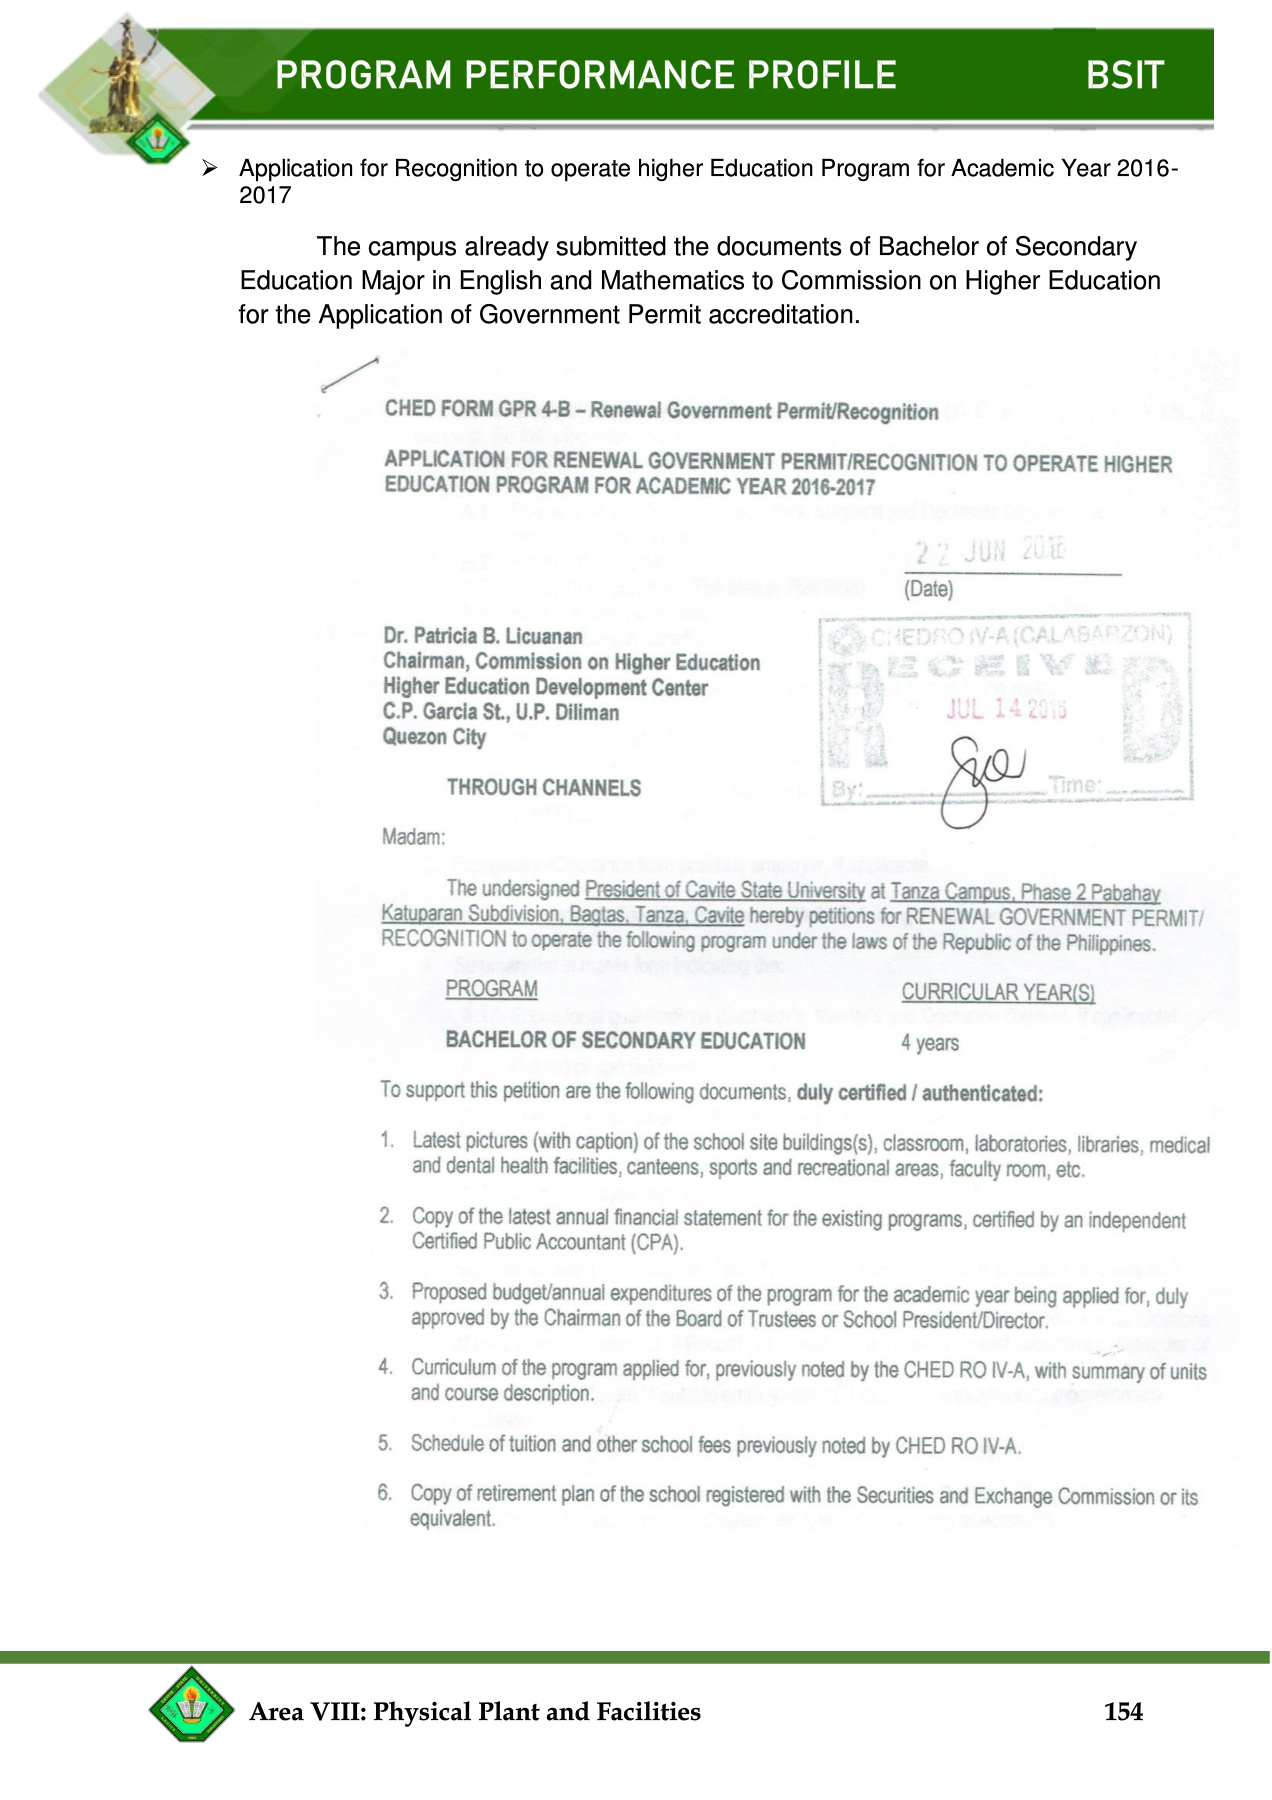 PROGRAM PERFORMANCE PROFILE BSIT
➢ Application for Recognition to operate higher Education Program for Academic Year 2016-
2017
The campus already submitted the documents of Bachelor of Secondary
Education Major in English and Mathematics to Commission on Higher Education
for the Application of Government Permit accreditation.
CHED FORM GPR 4-B – Renewal Government Permit/Recognition
APPLICATION FOR RENEWAL GOVERNMENT PERMIT/RECOGNITION TO OPERATE HIGHER
EDUCATION PROGRAM FOR ACADEMIC YEAR 2016-2017
22 JUN 2016
(Date)
Dr. Patricia B. Licuanan
Chairman, Commission on Higher Education
Higher Education Development Center
C.P. Garcia St., U.P. Diliman
Quezon City
CHEDRO IV-A (CALABARZON)
RECEIVED
JUL 14 2016
By: Time:
THROUGH CHANNELS
Madam:
The undersigned President of Cavite State University at Tanza Campus, Phase 2 Pabahay
Katuparan Subdivision, Bagtas, Tanza, Cavite hereby petitions for RENEWAL GOVERNMENT PERMIT/
RECOGNITION to operate the following program under the laws of the Republic of the Philippines.
PROGRAM CURRICULAR YEAR(S)
BACHELOR OF SECONDARY EDUCATION 4 years
To support this petition are the following documents, duly certified / authenticated:
1. Latest pictures (with caption) of the school site buildings(s), classroom, laboratories, libraries, medical
and dental health facilities, canteens, sports and recreational areas, faculty room, etc.
2. Copy of the latest annual financial statement for the existing programs, certified by an independent
Certified Public Accountant (CPA).
3. Proposed budget/annual expenditures of the program for the academic year being applied for, duly
approved by the Chairman of the Board of Trustees or School President/Director.
4. Curriculum of the program applied for, previously noted by the CHED RO IV-A, with summary of units
and course description.
5. Schedule of tuition and other school fees previously noted by CHED RO IV-A.
6. Copy of retirement plan of the school registered with the Securities and Exchange Commission or its
equivalent.
Area VIII: Physical Plant and Facilities 154